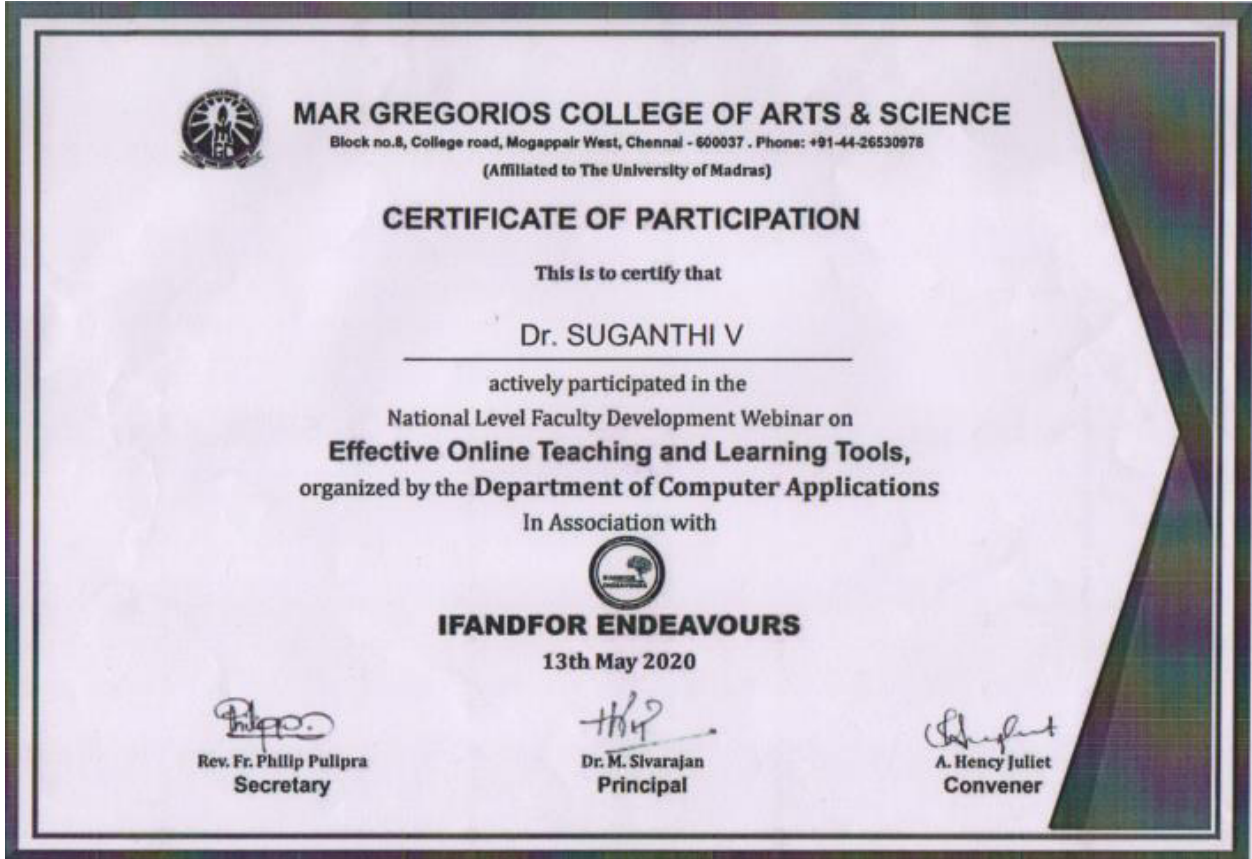 MAR GREGORIOS COLLEGE OF ARTS & SCIENCE
Block no.8, College road, Mogappair West, Chennai - 600037 . Phone: +91-44-26530978
(Affiliated to The University of Madras)
CERTIFICATE OF PARTICIPATION
This is to certify that
Dr. SUGANTHI V
actively participated in the
National Level Faculty Development Webinar on
Effective Online Teaching and Learning Tools,
organized by the Department of Computer Applications
In Association with
IFANDFOR ENDEAVOURS
13th May 2020
Rev. Fr. Philip Pulipra
Secretary
Dr. M. Sivarajan
Principal
A. Hency Juliet
Convener